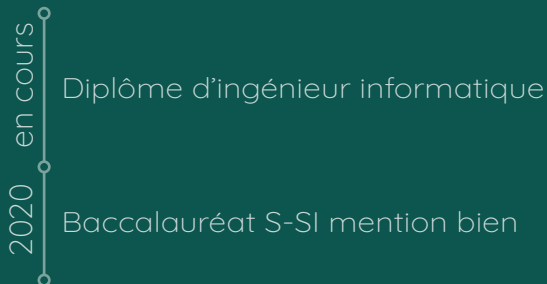 en cours
Diplôme d'ingénieur informatique
2020
Baccalauréat S-SI mention bien